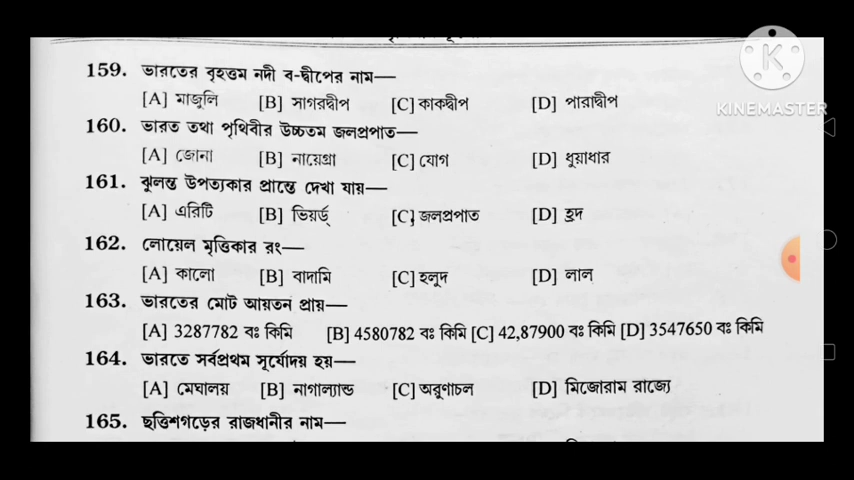 159. ভারতের বৃহত্তম নদী ব-দ্বীপের নাম—
[A] মাজুলি [B] সাগরদ্বীপ [C] কাকদ্বীপ [D] পারাদ্বীপ
160. ভারত তথা পৃথিবীর উচ্চতম জলপ্রপাত—
[A] জোনা [B] নায়েগ্রা [C] যোগ [D] ধুয়াধার
161. ঝুলন্ত উপত্যকার প্রান্তে দেখা যায়—
[A] এরিটি [B] ভিয়র্ড্ [C] জলপ্রপাত [D] হ্রদ
162. লোয়েল মৃত্তিকার রং—
[A] কালো [B] বাদামি [C] হলুদ [D] লাল
163. ভারতের মোট আয়তন প্রায়—
[A] 3287782 বঃ কিমি [B] 4580782 বঃ কিমি [C] 42,87900 বঃ কিমি [D] 3547650 বঃ কিমি
164. ভারতে সর্বপ্রথম সূর্যোদয় হয়—
[A] মেঘালয় [B] নাগাল্যান্ড [C] অরুণাচল [D] মিজোরাম রাজ্যে
165. ছত্তিশগড়ের রাজধানীর নাম—
KINEMASTER